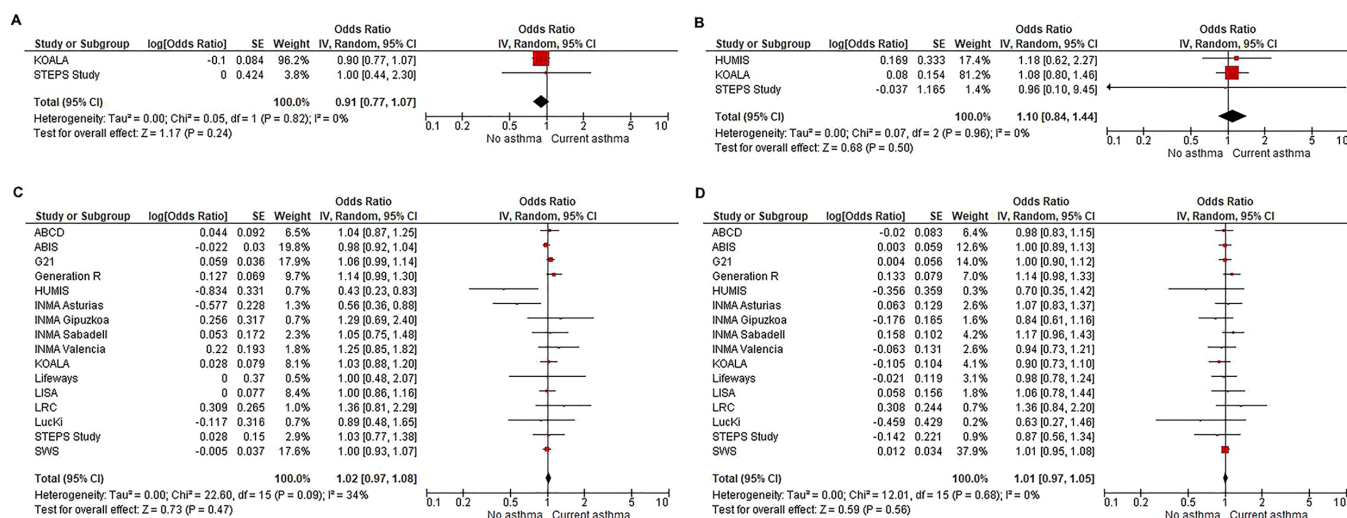 A
Odds Ratio Odds Ratio
Study or Subgroup log[Odds Ratio] SE Weight IV, Random, 95% CI IV, Random, 95% CI
KOALA -0.1 0.084 96.2% 0.90 [0.77, 1.07]
STEPS Study 0 0.424 3.8% 1.00 [0.44, 2.30]
Total (95% CI) 100.0% 0.91 [0.77, 1.07]
Heterogeneity: Tau² = 0.00; Chi² = 0.05, df = 1 (P = 0.82); I² = 0%
Test for overall effect: Z = 1.17 (P = 0.24)
0.1 0.2 0.5 1 2 5 10
No asthma Current asthma
B
Odds Ratio Odds Ratio
Study or Subgroup log[Odds Ratio] SE Weight IV, Random, 95% CI IV, Random, 95% CI
HUMIS 0.169 0.333 17.4% 1.18 [0.62, 2.27]
KOALA 0.08 0.154 81.2% 1.08 [0.80, 1.46]
STEPS Study -0.037 1.165 1.4% 0.96 [0.10, 9.45]
Total (95% CI) 100.0% 1.10 [0.84, 1.44]
Heterogeneity: Tau² = 0.00; Chi² = 0.07, df = 2 (P = 0.96); I² = 0%
Test for overall effect: Z = 0.68 (P = 0.50)
0.1 0.2 0.5 1 2 5 10
No asthma Current asthma
C
Odds Ratio Odds Ratio
Study or Subgroup log[Odds Ratio] SE Weight IV, Random, 95% CI IV, Random, 95% CI
ABCD 0.044 0.092 6.5% 1.04 [0.87, 1.25]
ABIS -0.022 0.03 19.8% 0.98 [0.92, 1.04]
G21 0.059 0.036 17.9% 1.06 [0.99, 1.14]
Generation R 0.127 0.069 9.7% 1.14 [0.99, 1.30]
HUMIS -0.834 0.331 0.7% 0.43 [0.23, 0.83]
INMA Asturias -0.577 0.228 1.3% 0.56 [0.36, 0.88]
INMA Gipuzkoa 0.256 0.317 0.7% 1.29 [0.69, 2.40]
INMA Sabadell 0.053 0.172 2.3% 1.05 [0.75, 1.48]
INMA Valencia 0.22 0.193 1.8% 1.25 [0.85, 1.82]
KOALA 0.028 0.079 8.1% 1.03 [0.88, 1.20]
Lifeways 0 0.37 0.5% 1.00 [0.48, 2.07]
LISA 0 0.077 8.4% 1.00 [0.86, 1.16]
LRC 0.309 0.265 1.0% 1.36 [0.81, 2.29]
LucKi -0.117 0.316 0.7% 0.89 [0.48, 1.65]
STEPS Study 0.028 0.15 2.9% 1.03 [0.77, 1.38]
SWS -0.005 0.037 17.6% 1.00 [0.93, 1.07]
Total (95% CI) 100.0% 1.02 [0.97, 1.08]
Heterogeneity: Tau² = 0.00; Chi² = 22.60, df = 15 (P = 0.09); I² = 34%
Test for overall effect: Z = 0.73 (P = 0.47)
0.1 0.2 0.5 1 2 5 10
No asthma Current asthma
D
Odds Ratio Odds Ratio
Study or Subgroup log[Odds Ratio] SE Weight IV, Random, 95% CI IV, Random, 95% CI
ABCD -0.02 0.083 6.4% 0.98 [0.83, 1.15]
ABIS 0.003 0.059 12.6% 1.00 [0.89, 1.13]
G21 0.004 0.056 14.0% 1.00 [0.90, 1.12]
Generation R 0.133 0.079 7.0% 1.14 [0.98, 1.33]
HUMIS -0.356 0.359 0.3% 0.70 [0.35, 1.42]
INMA Asturias 0.063 0.129 2.6% 1.07 [0.83, 1.37]
INMA Gipuzkoa -0.176 0.165 1.6% 0.84 [0.61, 1.16]
INMA Sabadell 0.158 0.102 4.2% 1.17 [0.96, 1.43]
INMA Valencia -0.063 0.131 2.6% 0.94 [0.73, 1.21]
KOALA -0.105 0.104 4.1% 0.90 [0.73, 1.10]
Lifeways -0.021 0.119 3.1% 0.98 [0.78, 1.24]
LISA 0.058 0.156 1.8% 1.06 [0.78, 1.44]
LRC 0.308 0.244 0.7% 1.36 [0.84, 2.20]
LucKi -0.459 0.429 0.2% 0.63 [0.27, 1.46]
STEPS Study -0.142 0.221 0.9% 0.87 [0.56, 1.34]
SWS 0.012 0.034 37.9% 1.01 [0.95, 1.08]
Total (95% CI) 100.0% 1.01 [0.97, 1.05]
Heterogeneity: Tau² = 0.00; Chi² = 12.01, df = 15 (P = 0.68); I² = 0%
Test for overall effect: Z = 0.59 (P = 0.56)
0.1 0.2 0.5 1 2 5 10
No asthma Current asthma